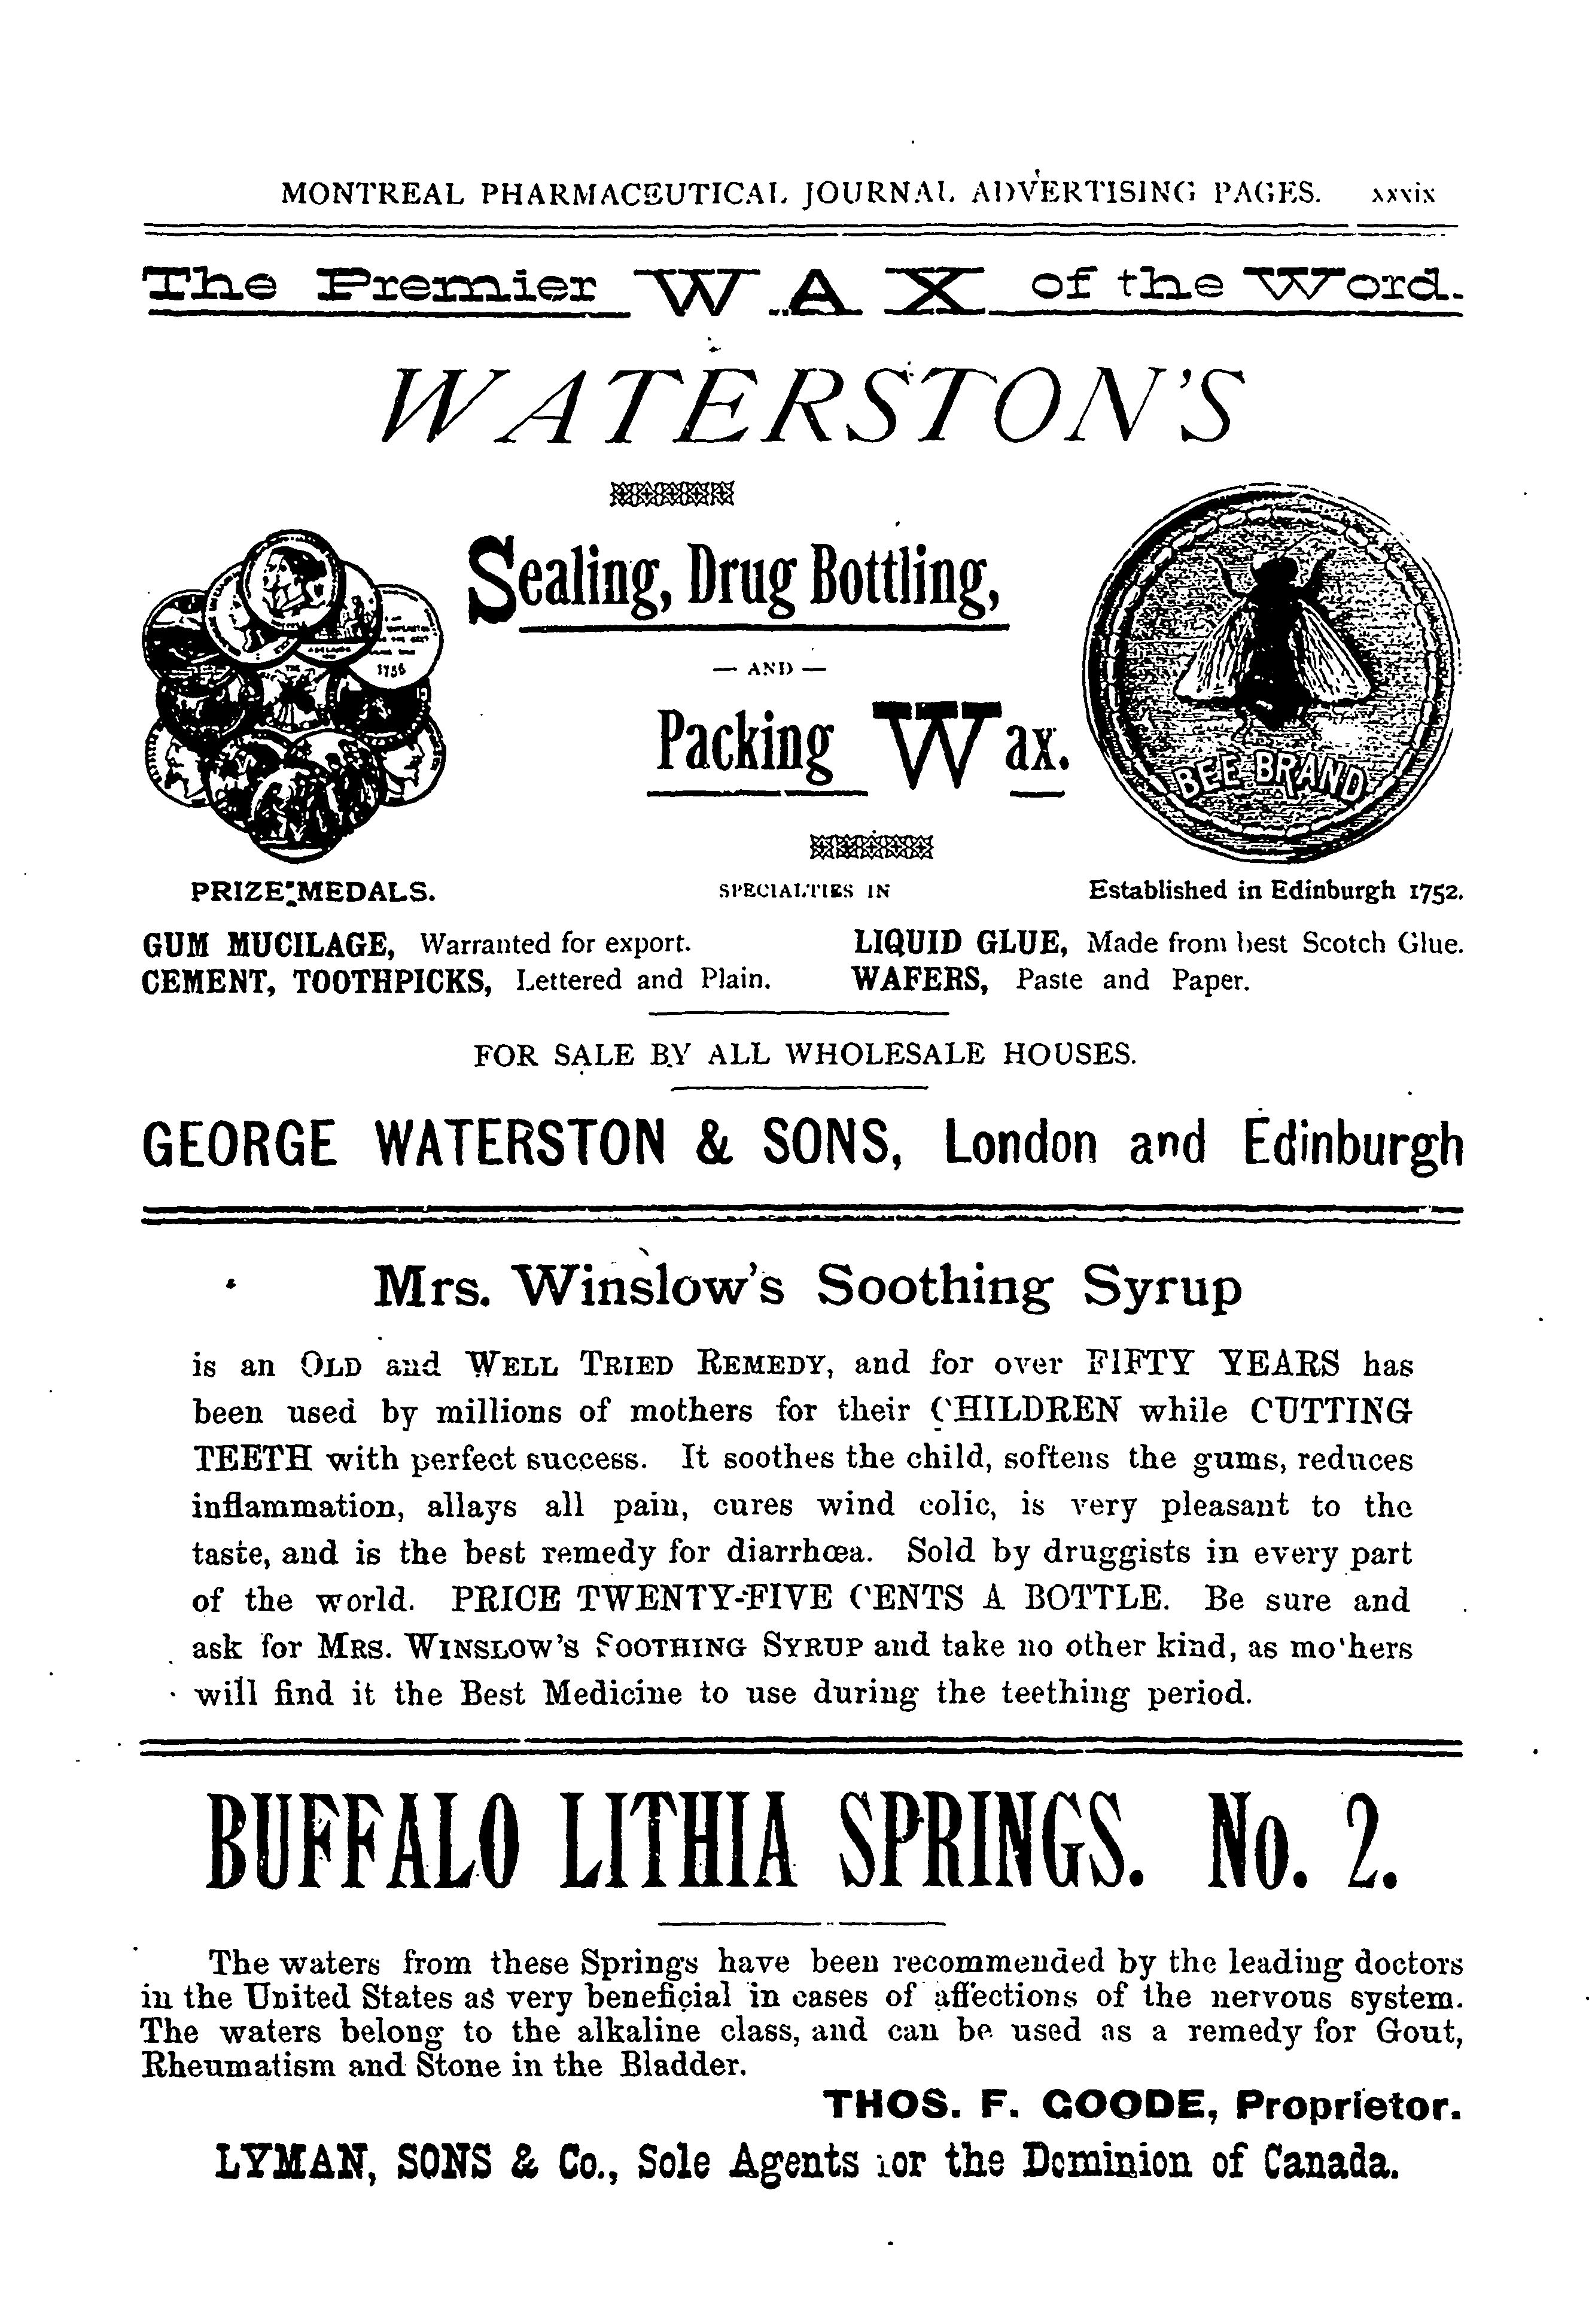 MONTREAL PHARMACEUTICAL JOURNAL ADVERTISING PAGES. xxxix
The Premier WAX of the Word.
WATERSTON'S
Sealing, Drug Bottling,
— AND —
Packing Wax.
1756
BEE BRAND
PRIZE MEDALS.
SPECIALTIES IN
Established in Edinburgh 1752.
GUM MUCILAGE, Warranted for export.
LIQUID GLUE, Made from best Scotch Glue.
CEMENT, TOOTHPICKS, Lettered and Plain.
WAFERS, Paste and Paper.
FOR SALE BY ALL WHOLESALE HOUSES.
GEORGE WATERSTON & SONS, London and Edinburgh
Mrs. Winslow's Soothing Syrup
is an OLD and WELL TRIED REMEDY, and for over FIFTY YEARS has
been used by millions of mothers for their CHILDREN while CUTTING
TEETH with perfect success. It soothes the child, softens the gums, reduces
inflammation, allays all pain, cures wind colic, is very pleasant to the
taste, and is the best remedy for diarrhœa. Sold by druggists in every part
of the world. PRICE TWENTY-FIVE CENTS A BOTTLE. Be sure and
ask for MRS. WINSLOW'S SOOTHING SYRUP and take no other kind, as mo'hers
will find it the Best Medicine to use during the teething period.
BUFFALO LITHIA SPRINGS. No. 2.
The waters from these Springs have been recommended by the leading doctors
in the United States as very beneficial in cases of affections of the nervous system.
The waters belong to the alkaline class, and can be used as a remedy for Gout,
Rheumatism and Stone in the Bladder.
THOS. F. GOODE, Proprietor.
LYMAN, SONS & Co., Sole Agents for the Dominion of Canada.